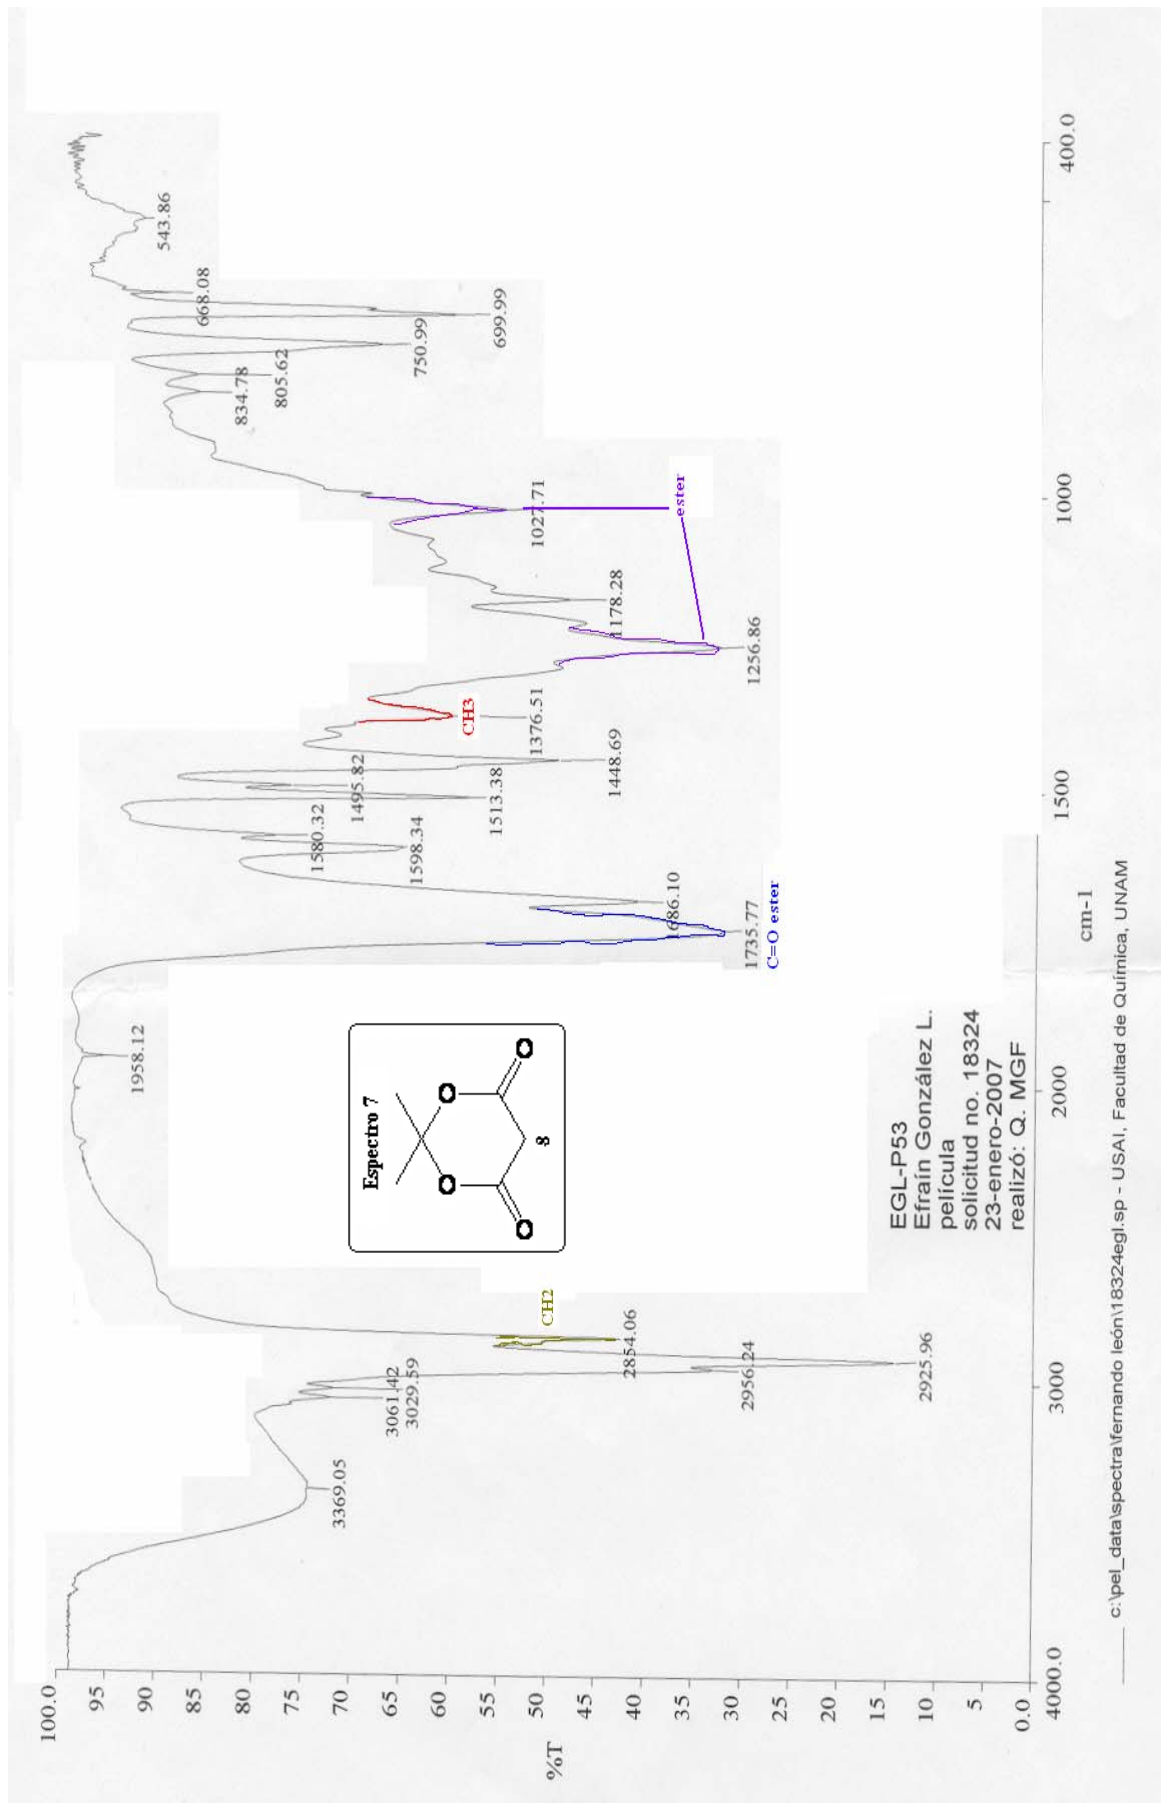 100.0
95
90
85
80
75
70
65
60
55
50
45
40
35
30
25
20
15
10
5
0.0
%T
4000.0
3000
2000
1500
1000
400.0
cm-1
3369.05
3061.42
3029.59
2956.24
2925.96
2854.06
CH2
1958.12
1735.77
C=O ester
1686.10
1598.34
1580.32
1513.38
1495.82
1448.69
1376.51
CH3
1256.86
1178.28
1027.71
ester
834.78
805.62
750.99
699.99
668.08
543.86
Espectro 7
O
O
O
O
8
EGL-P53
Efraín González L.
película
solicitud no. 18324
23-enero-2007
realizó: Q. MGF
c:\pel_data\spectra\fernando león\18324egl.sp - USAI, Facultad de Química, UNAM